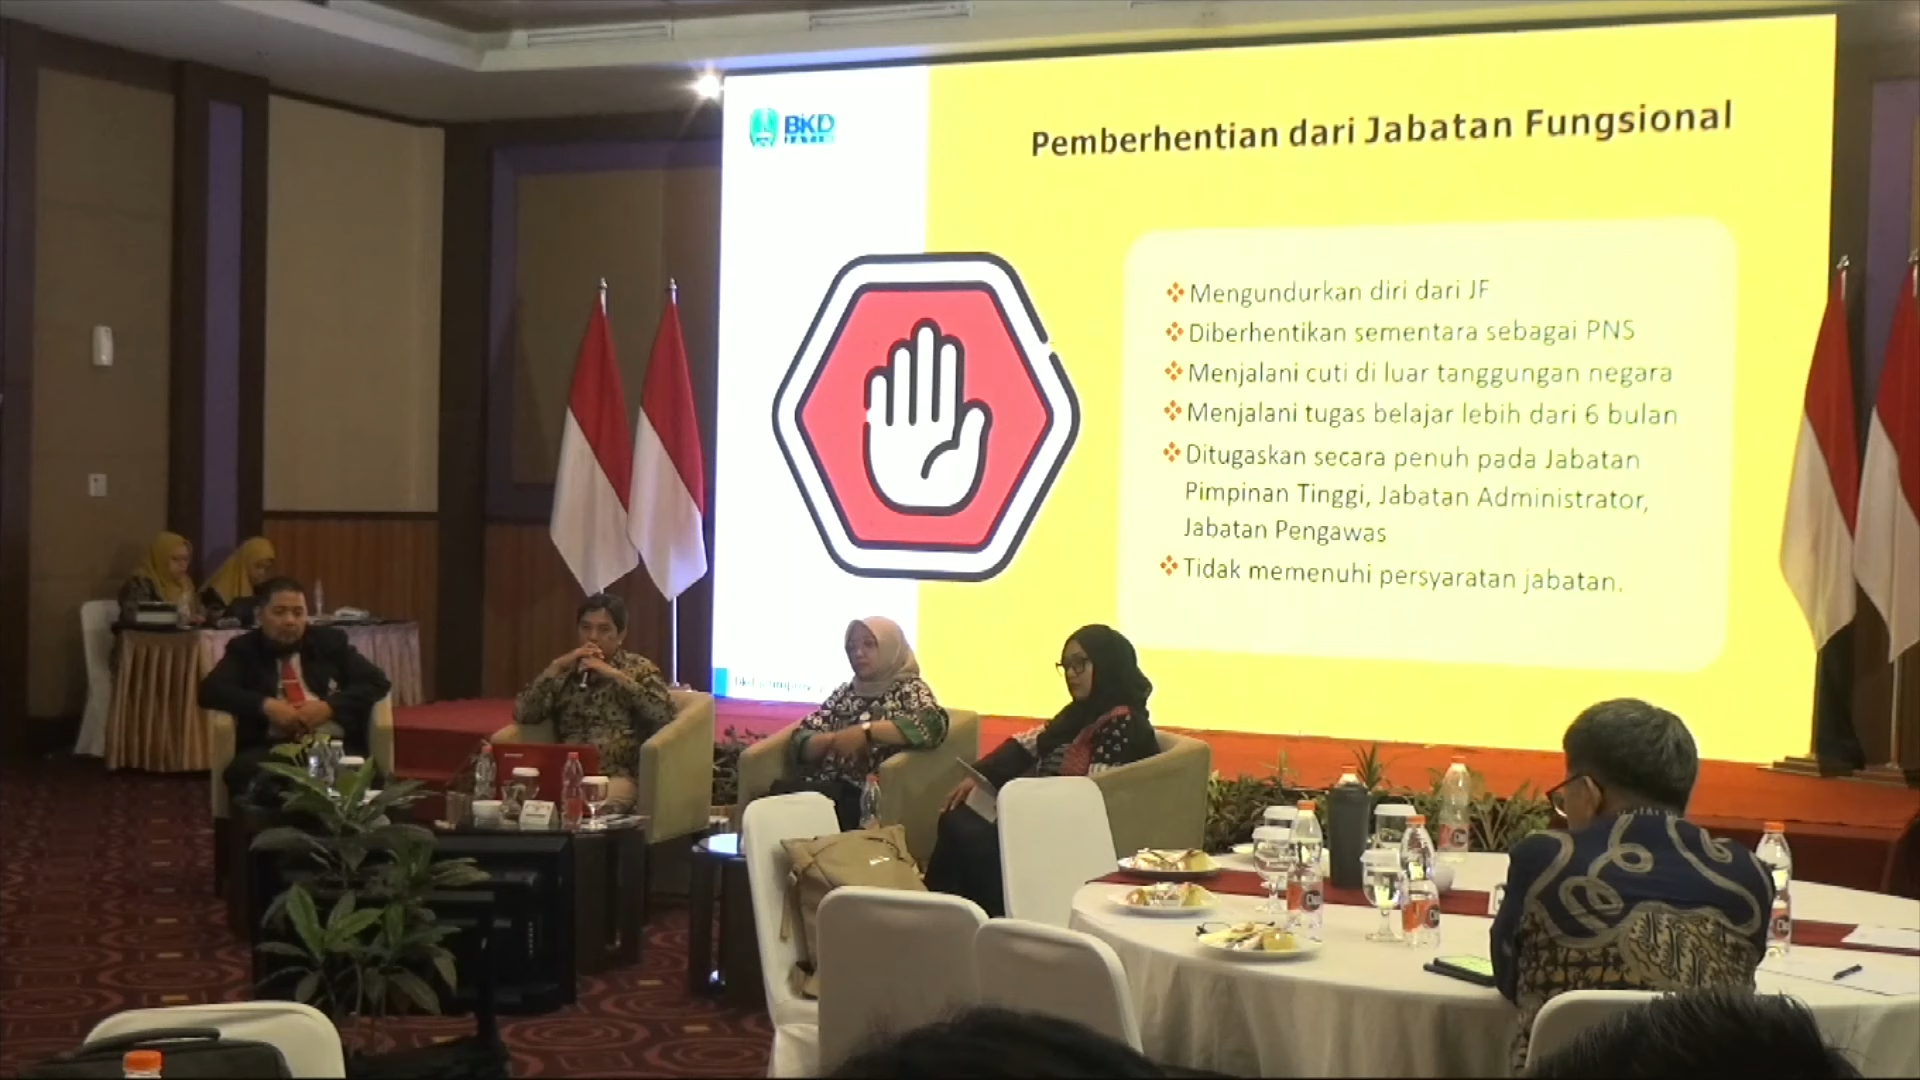 BKD
Pemberhentian dari Jabatan Fungsional
Mengundurkan diri dari JF
Diberhentikan sementara sebagai PNS
Menjalani cuti di luar tanggungan negara
Menjalani tugas belajar lebih dari 6 bulan
Ditugaskan secara penuh pada Jabatan
Pimpinan Tinggi, Jabatan Administrator,
Jabatan Pengawas
Tidak memenuhi persyaratan jabatan.